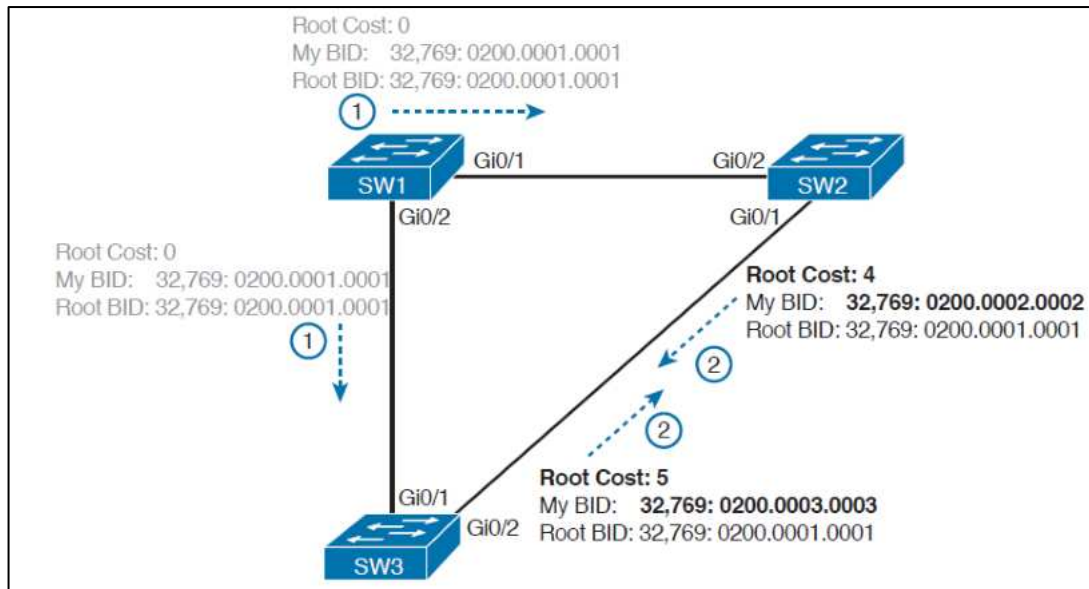 Root Cost: 0
My BID: 32,769: 0200.0001.0001
Root BID: 32,769: 0200.0001.0001
1
Gi0/1
Gi0/2
SW1
SW2
Gi0/2
Gi0/1
Root Cost: 0
My BID: 32,769: 0200.0001.0001
Root BID: 32,769: 0200.0001.0001
1
Root Cost: 4
My BID: 32,769: 0200.0002.0002
Root BID: 32,769: 0200.0001.0001
2
2
Root Cost: 5
My BID: 32,769: 0200.0003.0003
Root BID: 32,769: 0200.0001.0001
Gi0/1
Gi0/2
SW3